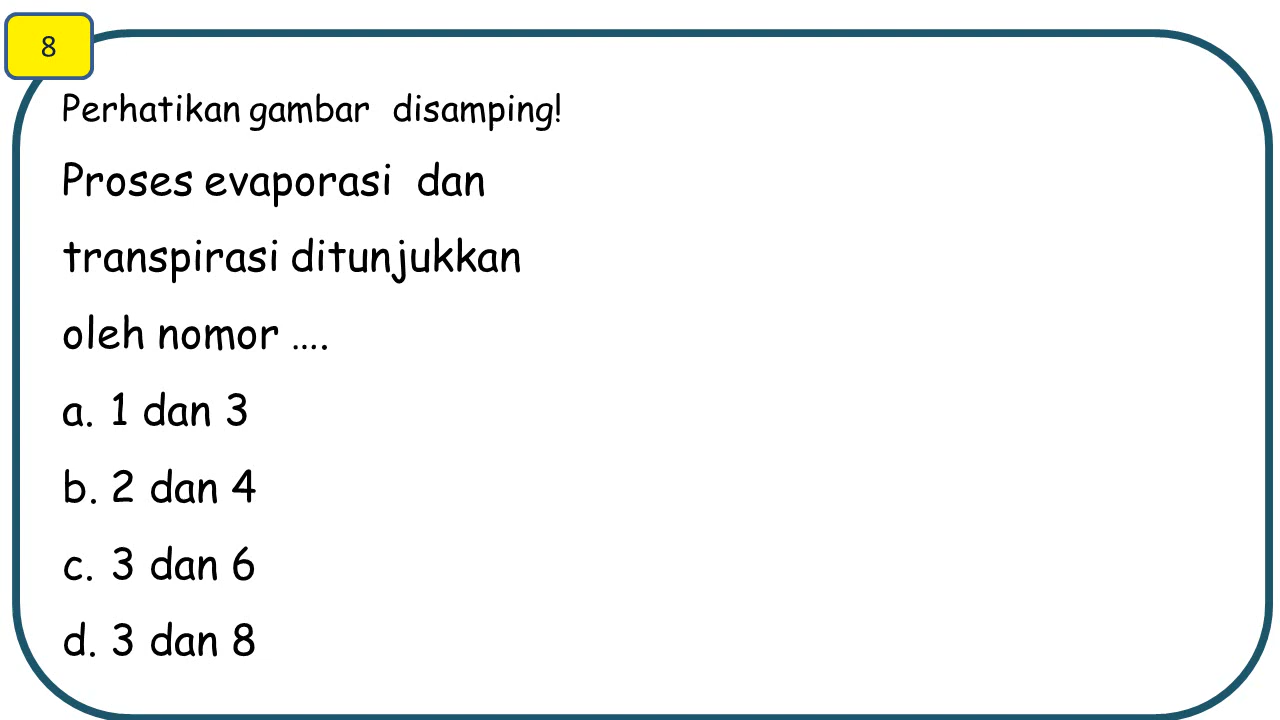 8
Perhatikan gambar disamping!
Proses evaporasi dan
transpirasi ditunjukkan
oleh nomor ....
a. 1 dan 3
b. 2 dan 4
c. 3 dan 6
d. 3 dan 8